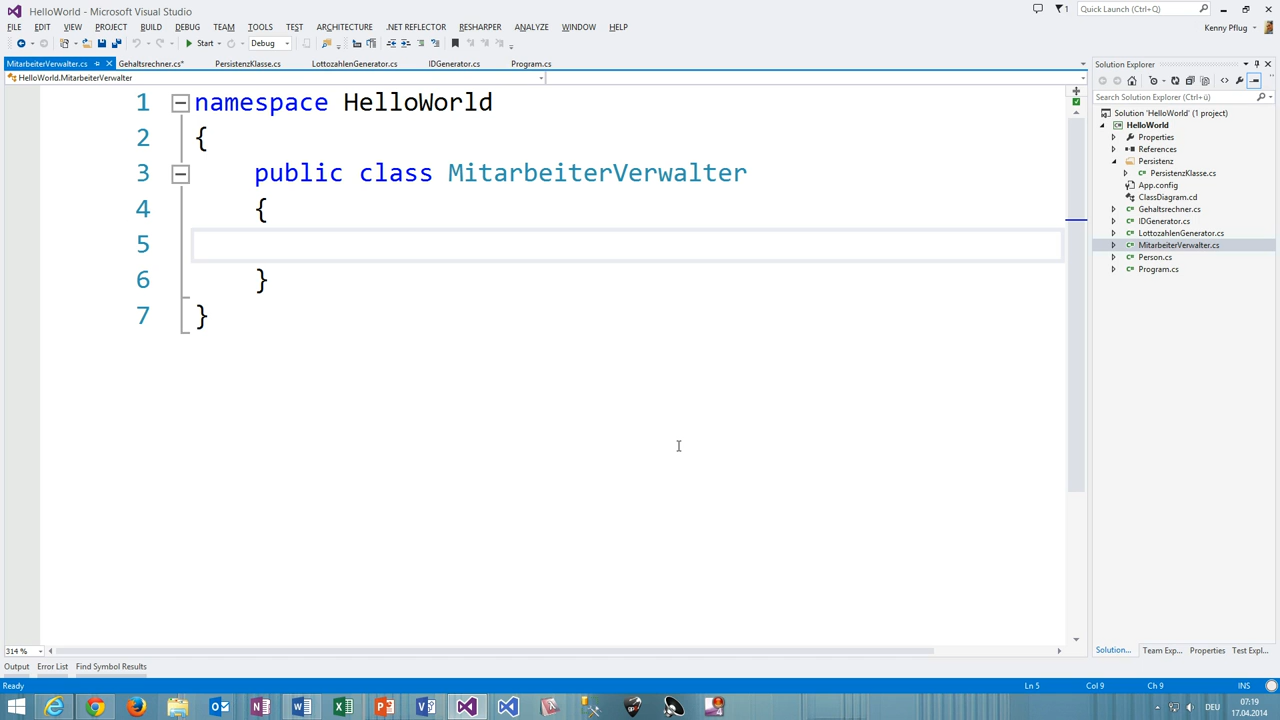 HelloWorld - Microsoft Visual Studio
Quick Launch (Ctrl+Q)
FILE EDIT VIEW PROJECT BUILD DEBUG TEAM TOOLS TEST ARCHITECTURE .NET REFLECTOR RESHARPER ANALYZE WINDOW HELP
Kenny Pflug
Start Debug
MitarbeiterVerwalter.cs Gehaltsrechner.cs* PersistenzKlasse.cs LottozahlenGenerator.cs IDGenerator.cs Program.cs
HelloWorld.MitarbeiterVerwalter
1 namespace HelloWorld
2 {
3 public class MitarbeiterVerwalter
4 {
5
6 }
7 }
314 %
Solution Explorer
Search Solution Explorer (Ctrl+ü)
Solution 'HelloWorld' (1 project)
HelloWorld
Properties
References
Persistenz
PersistenzKlasse.cs
App.config
ClassDiagram.cd
Gehaltsrechner.cs
IDGenerator.cs
LottozahlenGenerator.cs
MitarbeiterVerwalter.cs
Person.cs
Program.cs
Solution... Team Exp... Properties Test Expl...
Output Error List Find Symbol Results
Ready Ln 5 Col 9 Ch 9 INS
DEU
07:19
17.04.2014